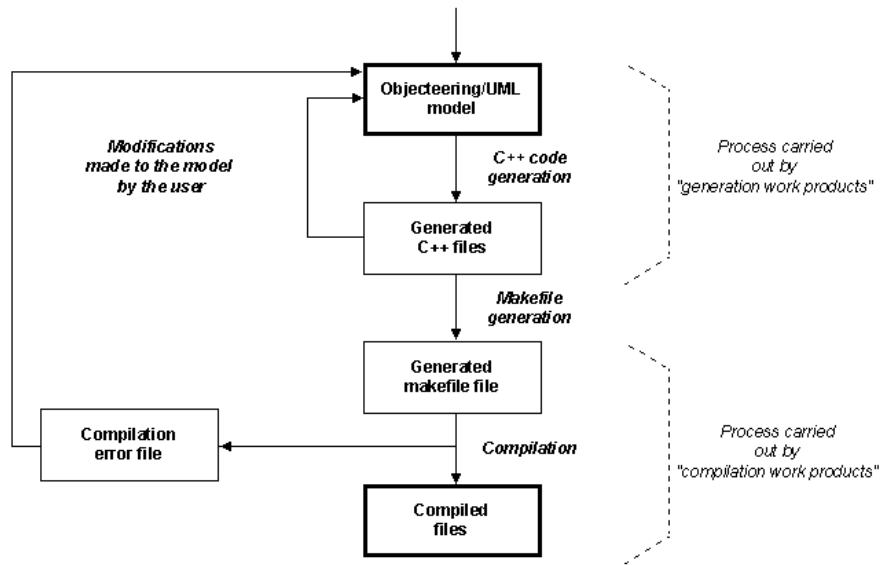 Objecteering/UML
model
Modifications
made to the model
by the user
C++ code
generation
Process carried
out by
"generation work products"
Generated
C++ files
Makefile
generation
Generated
makefile file
Compilation
error file
Compilation
Process carried
out by
"compilation work products"
Compiled
files